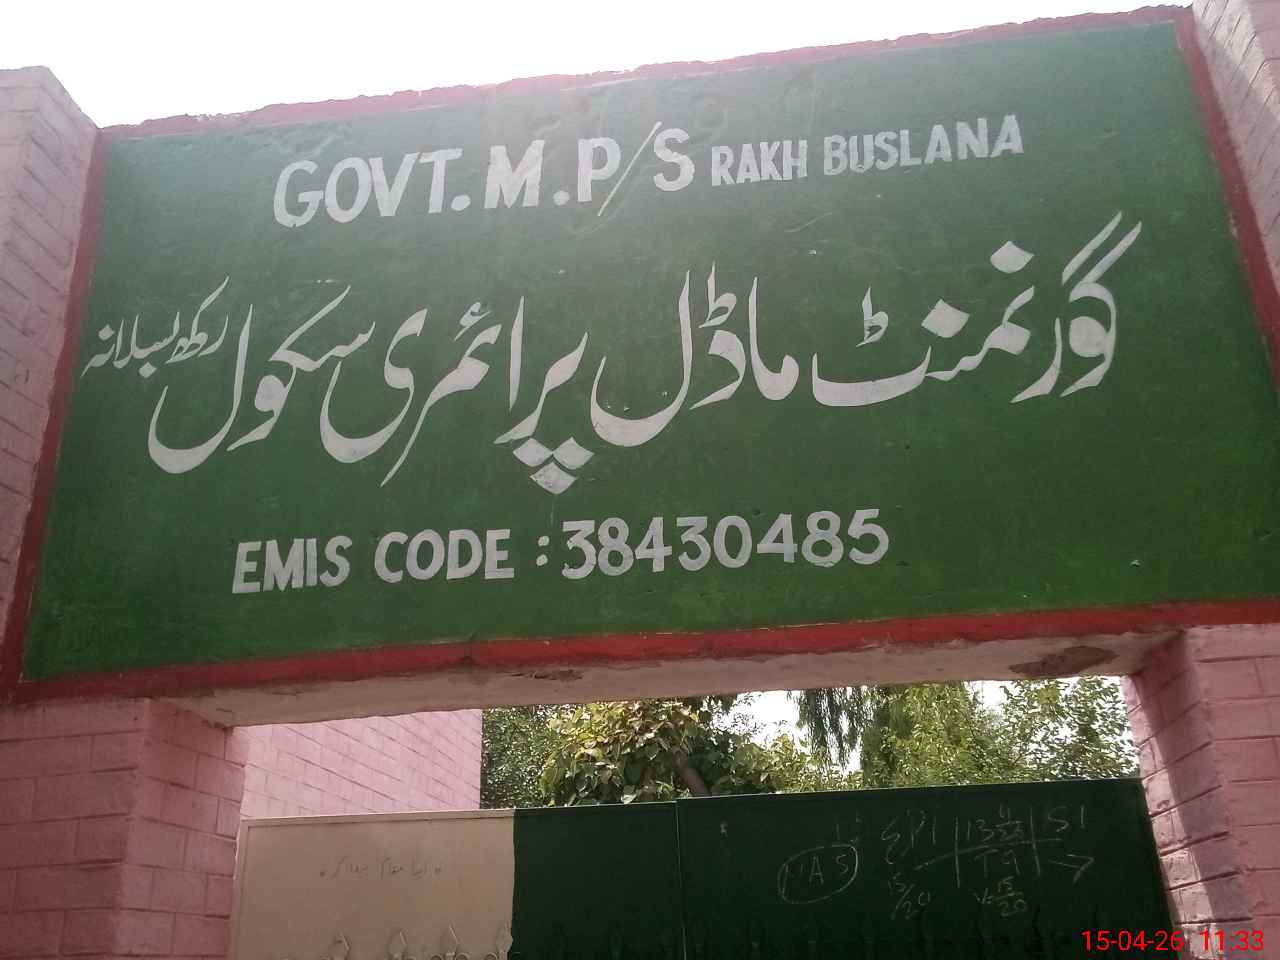 GOVT. M.P/S RAKH BUSLANA
گورنمنٹ ماڈل پرائمری سکول رکھ بسلانہ
EMIS CODE : 38430485
15-04-26 11:33